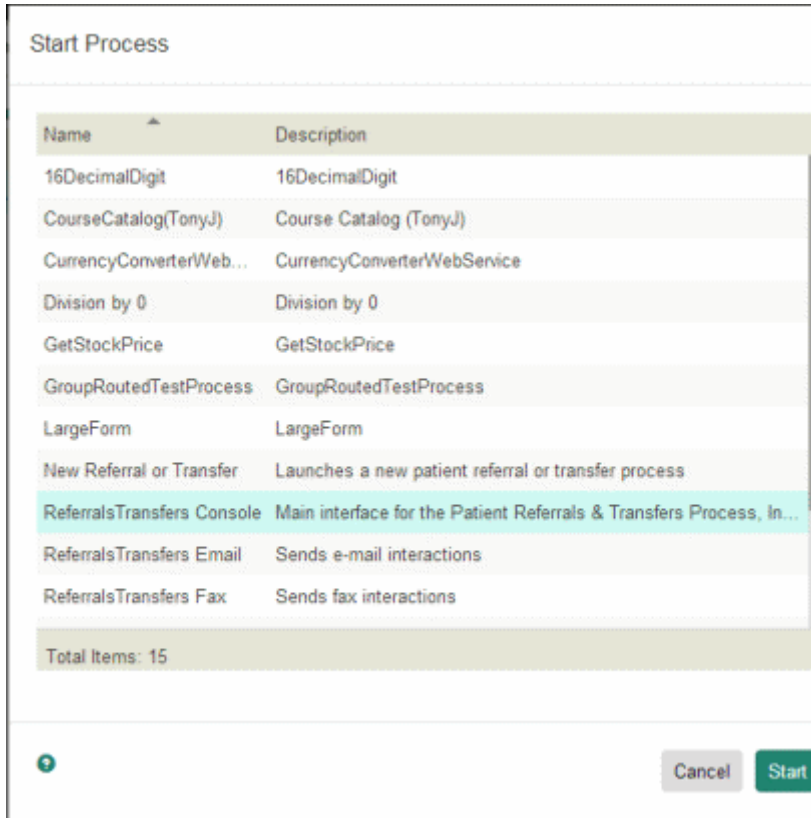 Start Process
Name Description
16DecimalDigit 16DecimalDigit
CourseCatalog(TonyJ) Course Catalog (TonyJ)
CurrencyConverterWeb... CurrencyConverterWebService
Division by 0 Division by 0
GetStockPrice GetStockPrice
GroupRoutedTestProcess GroupRoutedTestProcess
LargeForm LargeForm
New Referral or Transfer Launches a new patient referral or transfer process
ReferralsTransfers Console Main interface for the Patient Referrals & Transfers Process, In...
ReferralsTransfers Email Sends e-mail interactions
ReferralsTransfers Fax Sends fax interactions
Total Items: 15
? Cancel Start